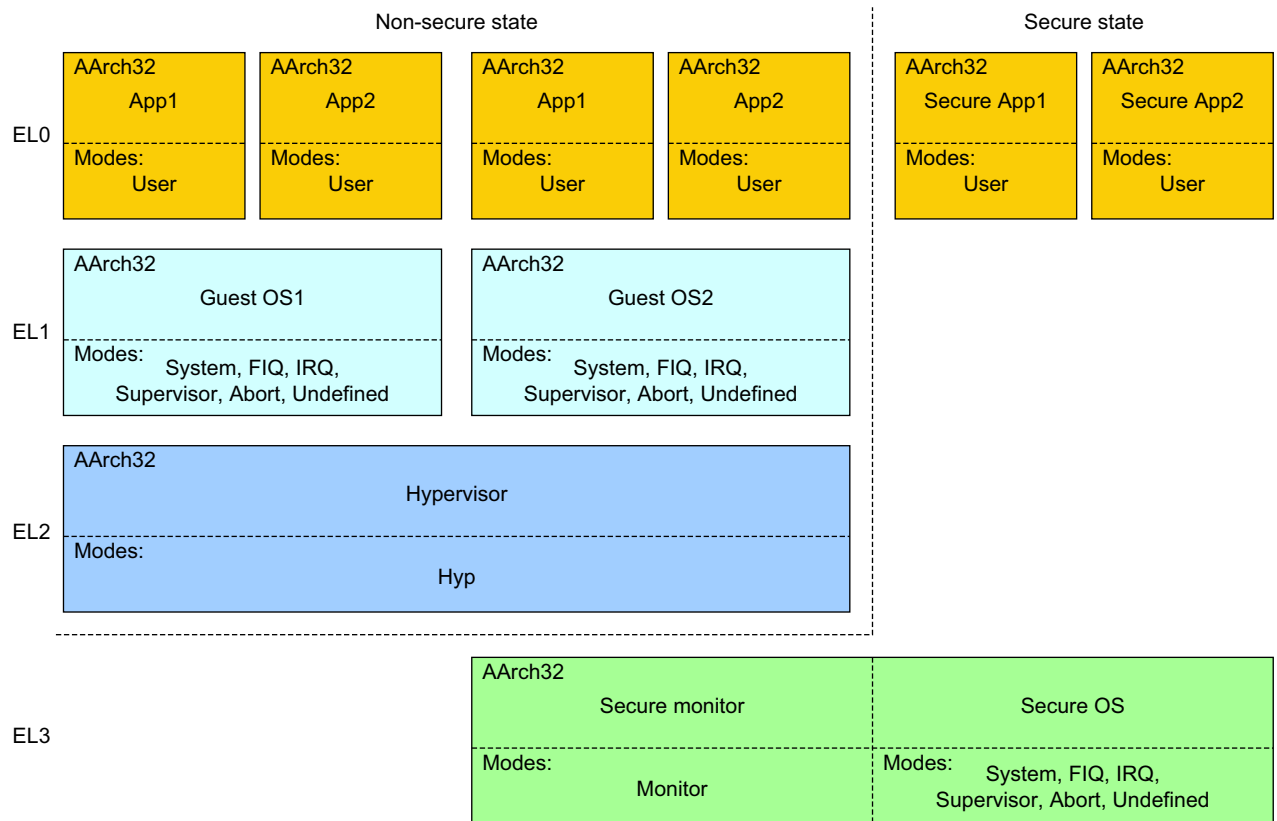 Non-secure state
Secure state
EL0
AArch32
App1
Modes:
User
AArch32
App2
Modes:
User
AArch32
App1
Modes:
User
AArch32
App2
Modes:
User
AArch32
Secure App1
Modes:
User
AArch32
Secure App2
Modes:
User
EL1
AArch32
Guest OS1
Modes:
System, FIQ, IRQ,
Supervisor, Abort, Undefined
AArch32
Guest OS2
Modes:
System, FIQ, IRQ,
Supervisor, Abort, Undefined
EL2
AArch32
Hypervisor
Modes:
Hyp
EL3
AArch32
Secure monitor
Modes:
Monitor
Secure OS
Modes:
System, FIQ, IRQ,
Supervisor, Abort, Undefined